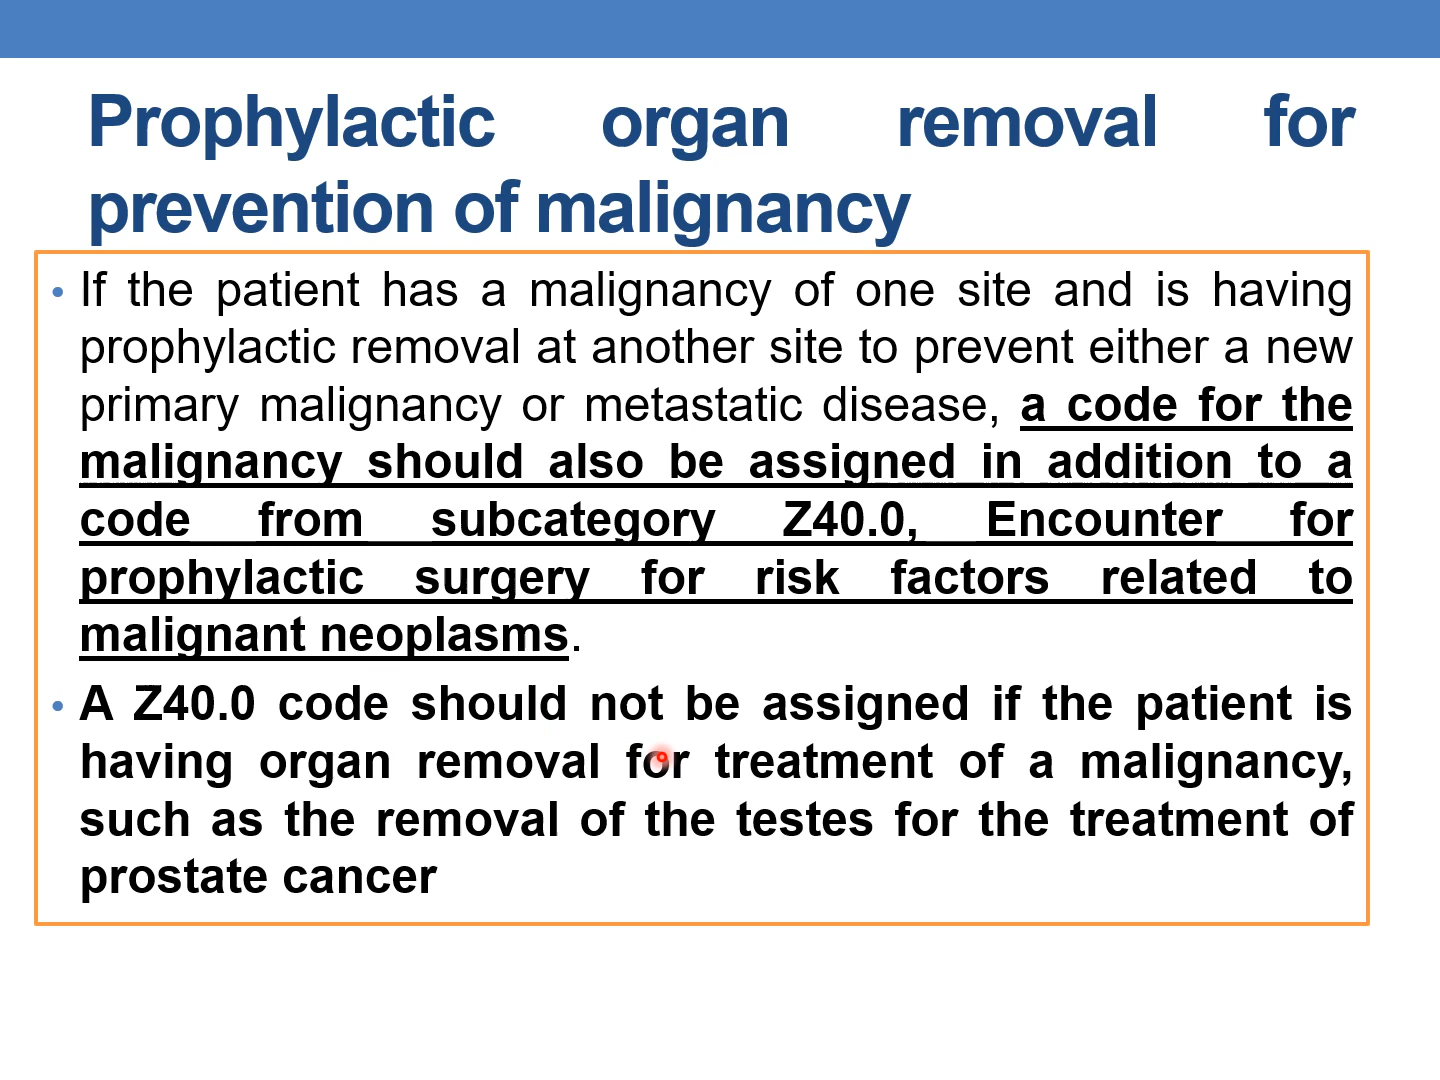 Prophylactic organ removal for
prevention of malignancy
• If the patient has a malignancy of one site and is having
prophylactic removal at another site to prevent either a new
primary malignancy or metastatic disease, a code for the
malignancy should also be assigned in addition to a
code from subcategory Z40.0, Encounter for
prophylactic surgery for risk factors related to
malignant neoplasms.
• A Z40.0 code should not be assigned if the patient is
having organ removal for treatment of a malignancy,
such as the removal of the testes for the treatment of
prostate cancer